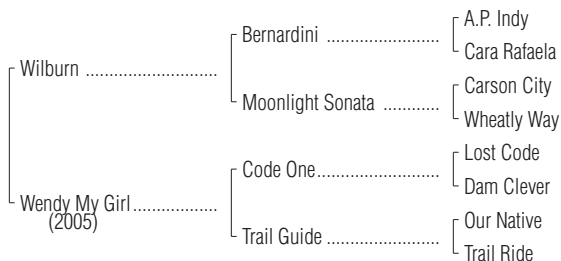 A.P. Indy
Bernardini ........................
Cara Rafaela
Wilburn ............................
Carson City
Moonlight Sonata ............
Wheatly Way
Lost Code
Code One..........................
Dam Clever
Wendy My Girl..................
(2005)
Our Native
Trail Guide ........................
Trail Ride